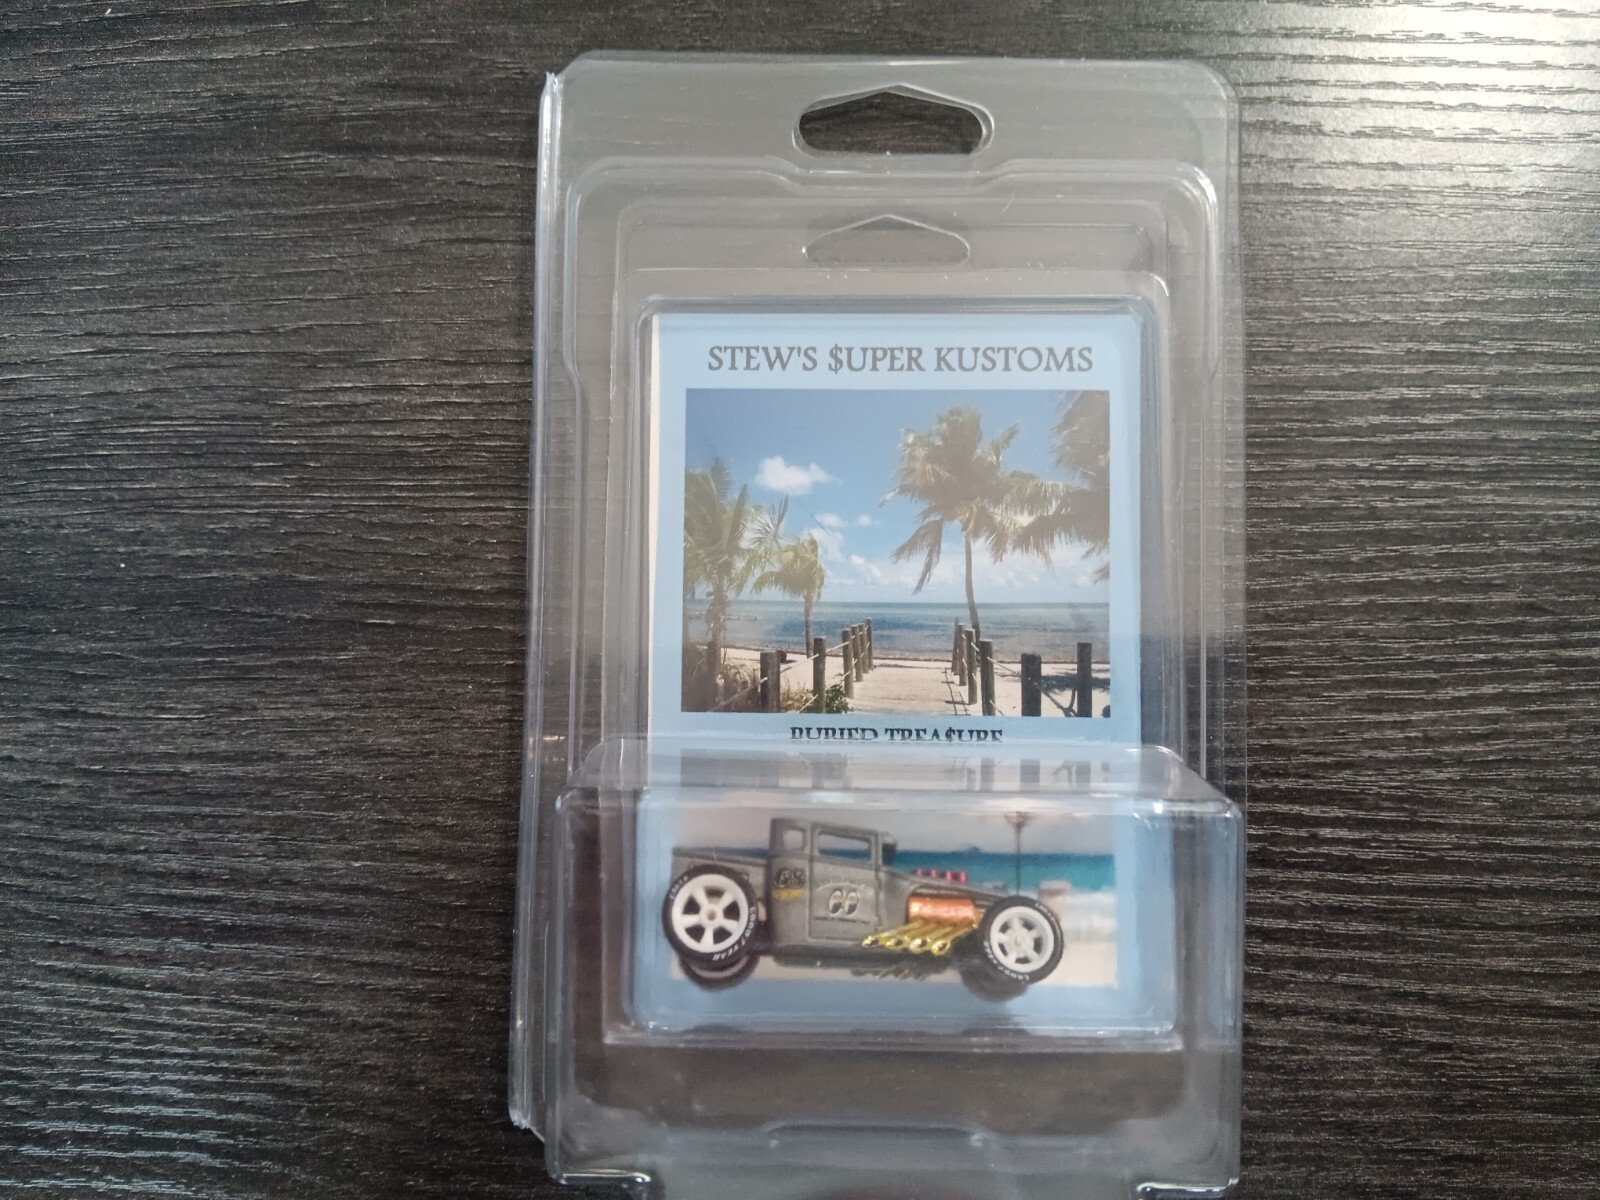 STEW'S $UPER KUSTOMS
BURIED TREA$URE